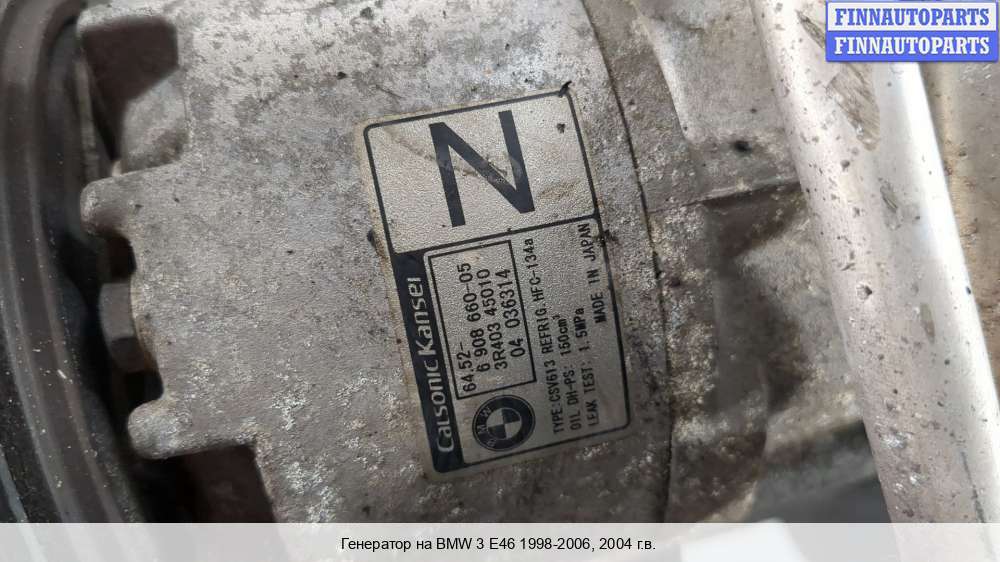 FINNAUTOPARTS
FINNAUTOPARTS
N
Calsonic Kansei
64.52-
6 908 660-05
3R403 45010
04 036314
BMW
TYPE:CSV613 REFRIG.HFC-134a
OIL DH-PS: 150cm³
LEAK TEST: 1.5MPa
MADE IN JAPAN
Генератор на BMW 3 E46 1998-2006, 2004 г.в.